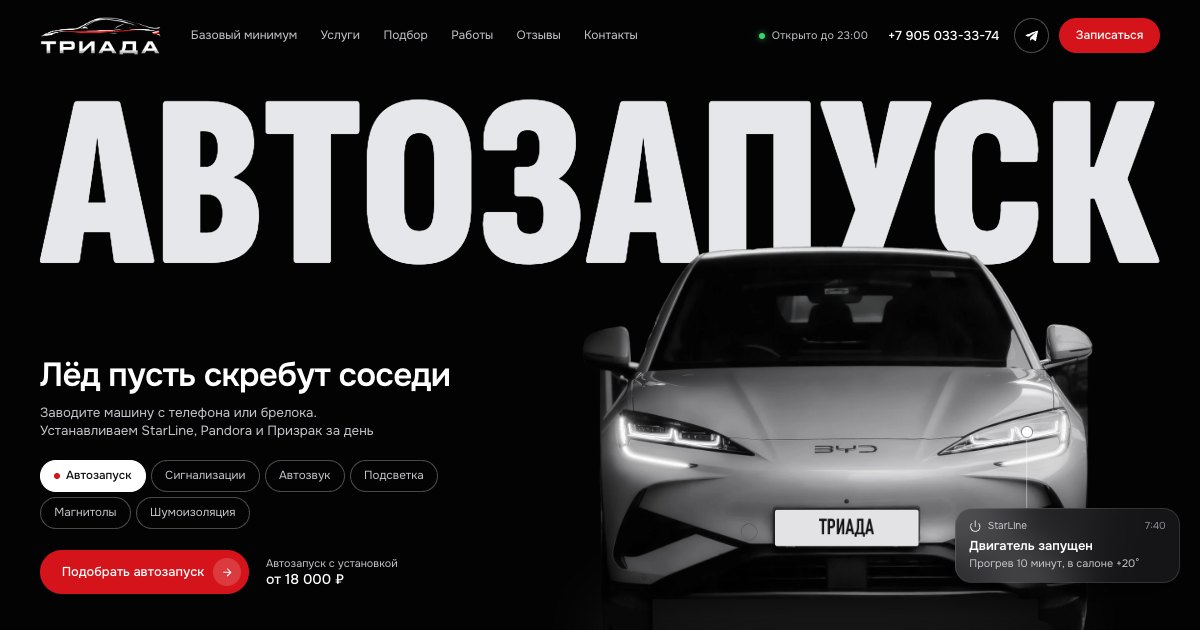 ТРИАДА
Базовый минимум
Услуги
Подбор
Работы
Отзывы
Контакты
Открыто до 23:00
+7 905 033-33-74
Записаться
АВТОЗАПУСК
Лёд пусть скребут соседи
Заводите машину с телефона или брелока.
Устанавливаем StarLine, Pandora и Призрак за день
Автозапуск
Сигнализации
Автозвук
Подсветка
Магнитолы
Шумоизоляция
Подобрать автозапуск
Автозапуск с установкой
от 18 000 ₽
BYD
ТРИАДА
StarLine
7:40
Двигатель запущен
Прогрев 10 минут, в салоне +20°